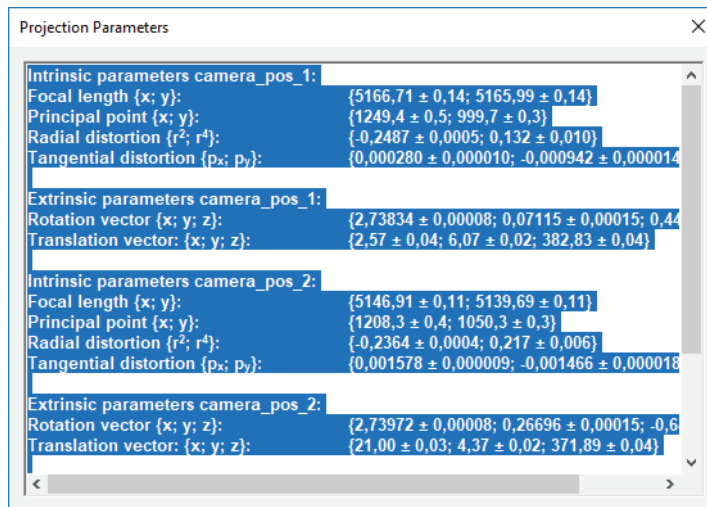 Projection Parameters
Intrinsic parameters camera_pos_1:
Focal length {x; y}: {5166,71 ± 0,14; 5165,99 ± 0,14}
Principal point {x; y}: {1249,4 ± 0,5; 999,7 ± 0,3}
Radial distortion {r²; r⁴}: {-0,2487 ± 0,0005; 0,132 ± 0,010}
Tangential distortion {pₓ; pᵧ}: {0,000280 ± 0,000010; -0,000942 ± 0,000014
Extrinsic parameters camera_pos_1:
Rotation vector {x; y; z}: {2,73834 ± 0,00008; 0,07115 ± 0,00015; 0,44
Translation vector: {x; y; z}: {2,57 ± 0,04; 6,07 ± 0,02; 382,83 ± 0,04}
Intrinsic parameters camera_pos_2:
Focal length {x; y}: {5146,91 ± 0,11; 5139,69 ± 0,11}
Principal point {x; y}: {1208,3 ± 0,4; 1050,3 ± 0,3}
Radial distortion {r²; r⁴}: {-0,2364 ± 0,0004; 0,217 ± 0,006}
Tangential distortion {pₓ; pᵧ}: {0,001578 ± 0,000009; -0,001466 ± 0,000018
Extrinsic parameters camera_pos_2:
Rotation vector {x; y; z}: {2,73972 ± 0,00008; 0,26696 ± 0,00015; -0,6
Translation vector: {x; y; z}: {21,00 ± 0,03; 4,37 ± 0,02; 371,89 ± 0,04}